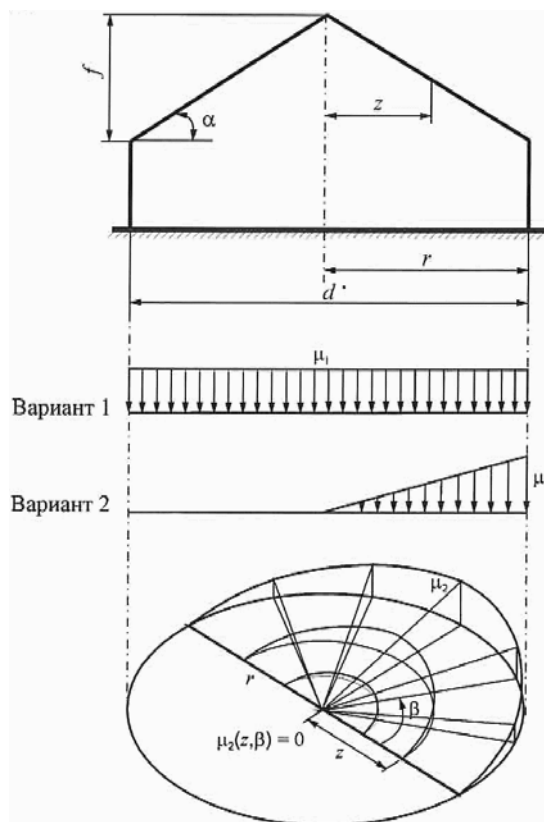 f
α
z
r
d
μ₁
Вариант 1
μ
Вариант 2
μ₂
r
β
μ₂(z,β) = 0
z